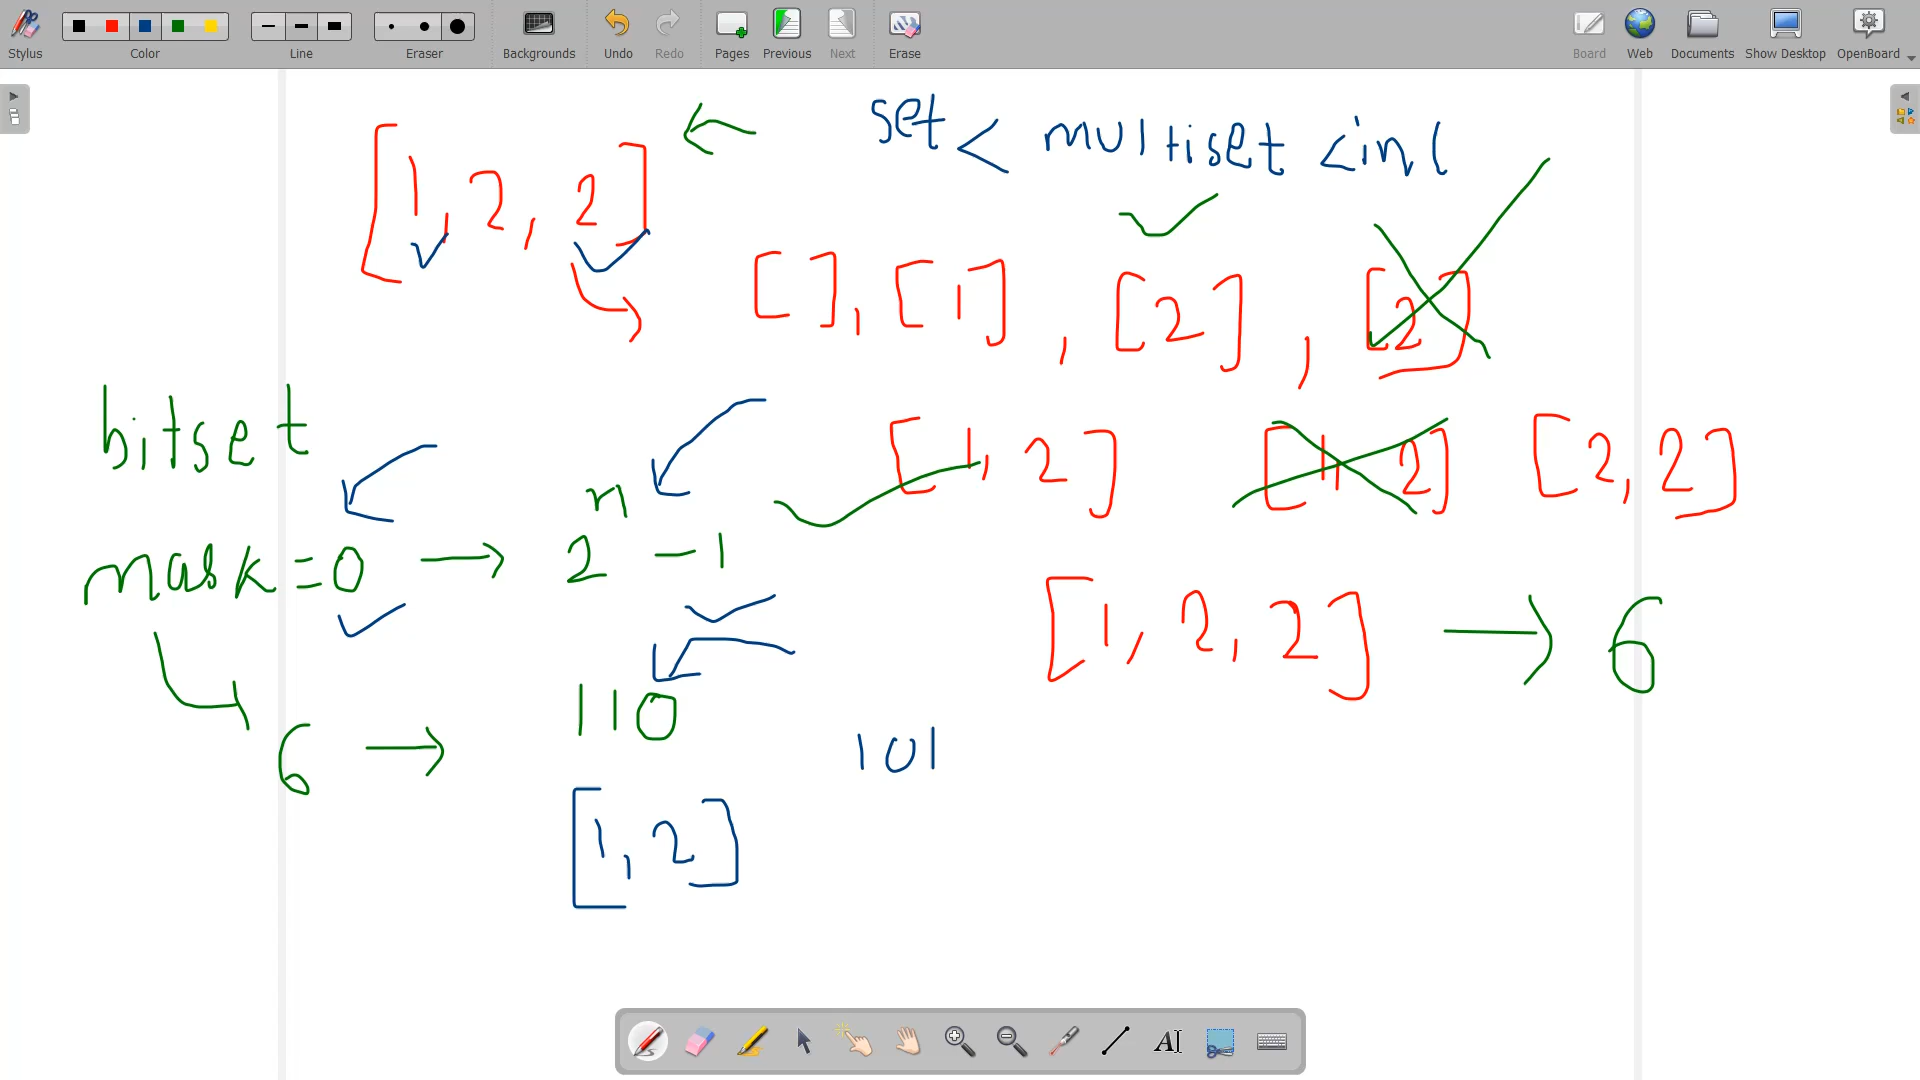 Stylus Color Line Eraser Backgrounds Undo Redo Pages Previous Next Erase Board Web Documents Show Desktop OpenBoard
set < multiset <in(
[1, 2, 2]
[], [1], [2], [2]
bitset
[1, 2] [1, 2] [2, 2]
mask=0 → 2^n -1
[1, 2, 2] → 6
6 → 110
101
[1, 2]